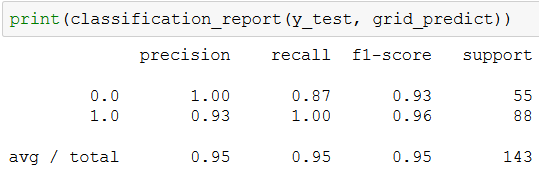 print(classification_report(y_test, grid_predict))
precision recall f1-score support
0.0 1.00 0.87 0.93 55
1.0 0.93 1.00 0.96 88
avg / total 0.95 0.95 0.95 143